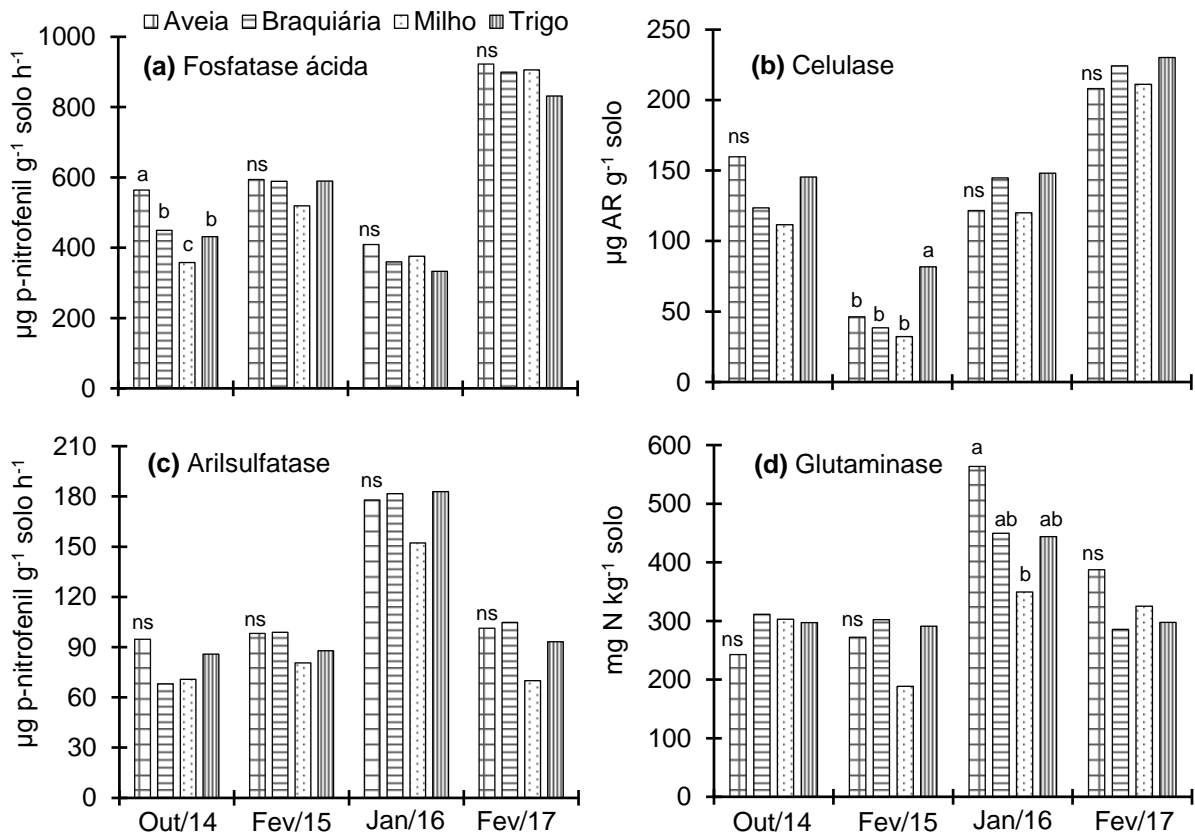 Aveia Braquiária Milho Trigo
(a) Fosfatase ácida
µg p-nitrofenil g⁻¹ solo h⁻¹
1000
800
600
400
200
0
a
b
c
b
ns
ns
ns
(b) Celulase
µg AR g⁻¹ solo
250
200
150
100
50
0
ns
b
b
b
a
ns
ns
(c) Arilsulfatase
µg p-nitrofenil g⁻¹ solo h⁻¹
210
180
150
120
90
60
30
0
ns
ns
ns
ns
Out/14 Fev/15 Jan/16 Fev/17
(d) Glutaminase
mg N kg⁻¹ solo
600
500
400
300
200
100
0
ns
ns
a
ab
b
ab
ns
Out/14 Fev/15 Jan/16 Fev/17